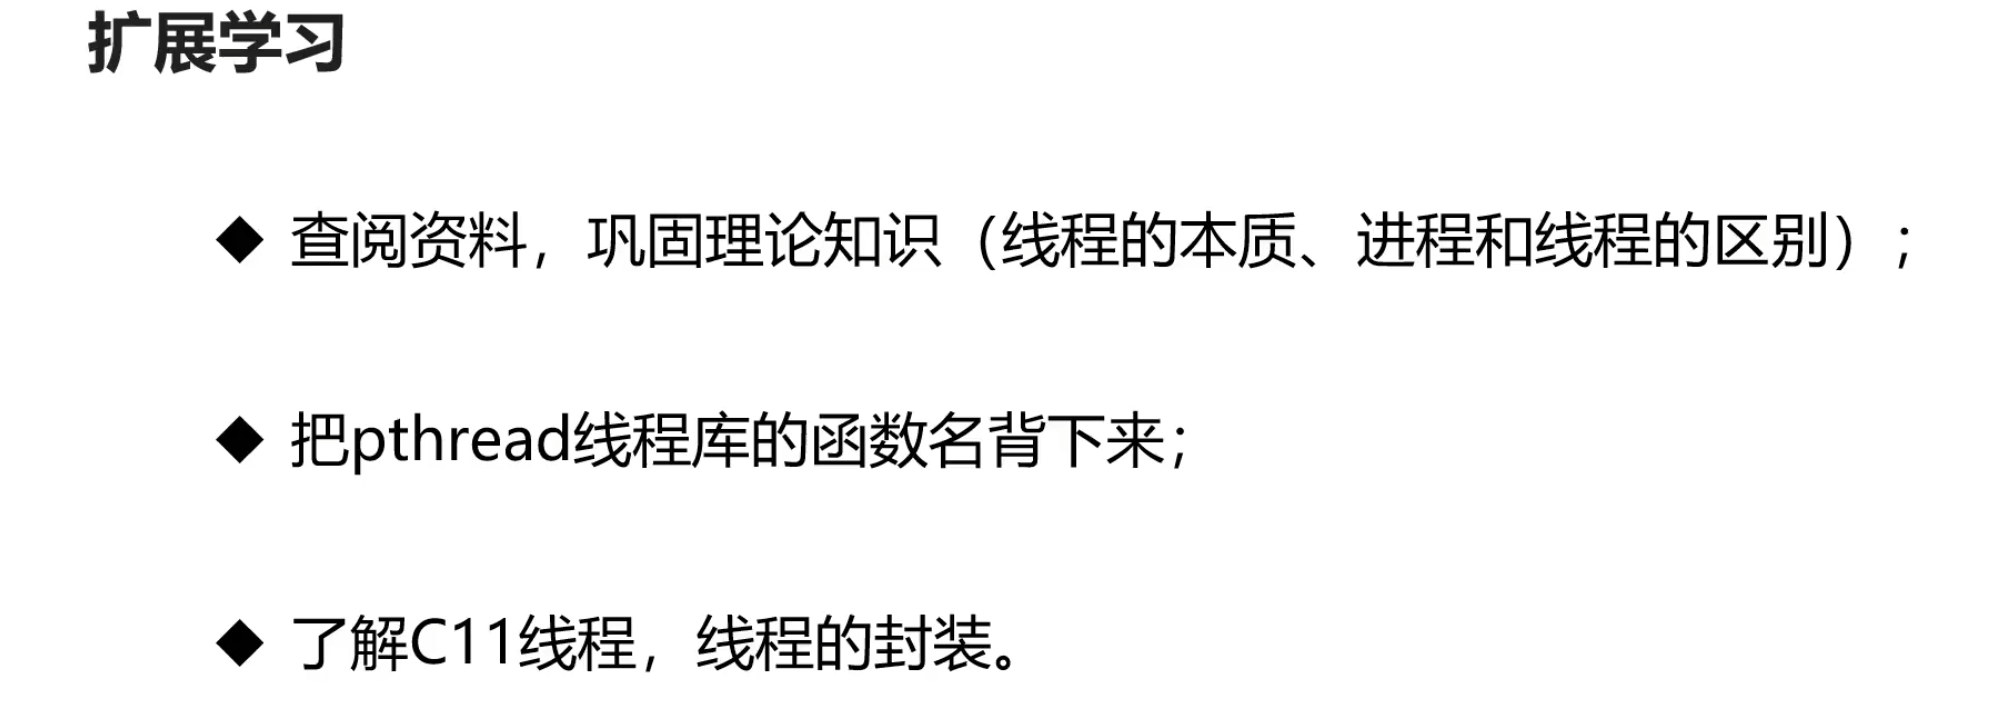 扩展学习
◆ 查阅资料，巩固理论知识（线程的本质、进程和线程的区别）；
◆ 把pthread线程库的函数名背下来；
◆ 了解C11线程，线程的封装。